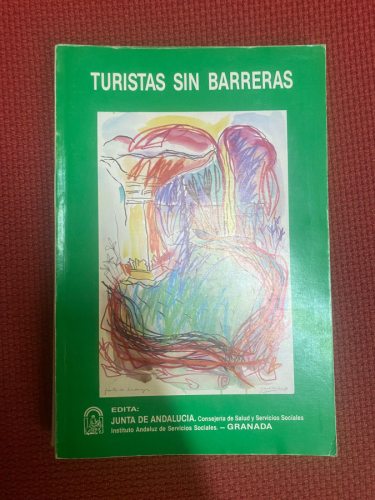 TURISTAS SIN BARRERAS
EDITA:
JUNTA DE ANDALUCIA. Consejería de Salud y Servicios Sociales
Instituto Andaluz de Servicios Sociales. – GRANADA